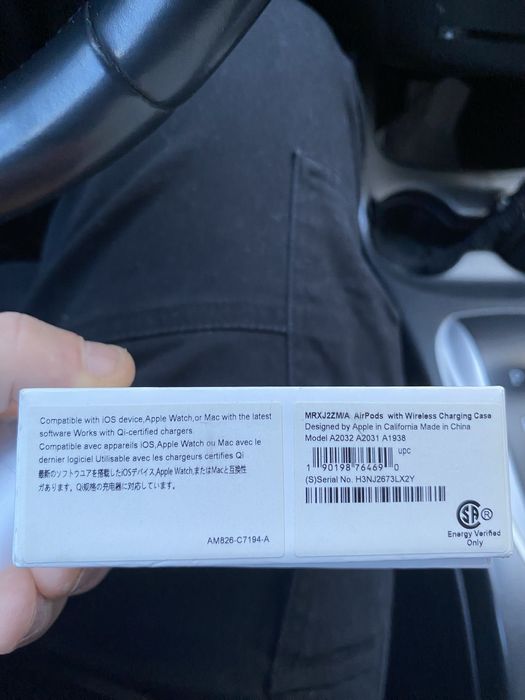 Compatible with iOS device,Apple Watch,or Mac with the latest
software Works with Qi-certified chargers.
Compatible avec appareils iOS,Apple Watch ou Mac avec le
dernier logiciel Utilisable avec les chargeurs certifies Qi
最新のソフトウユアを搭載したiOSデバイス,Apple Watch,またはMacと互換性
があります。Qi规格の充电器に対応しています.
AM826-C7194-A
MRXJ2ZM/A AirPods with Wireless Charging Case
Designed by Apple in California Made in China
Model A2032 A2031 A1938
upc
1 90198 76469 0
(S)Serial No. H3NJ2673LX2Y
SA
Energy Verified
Only